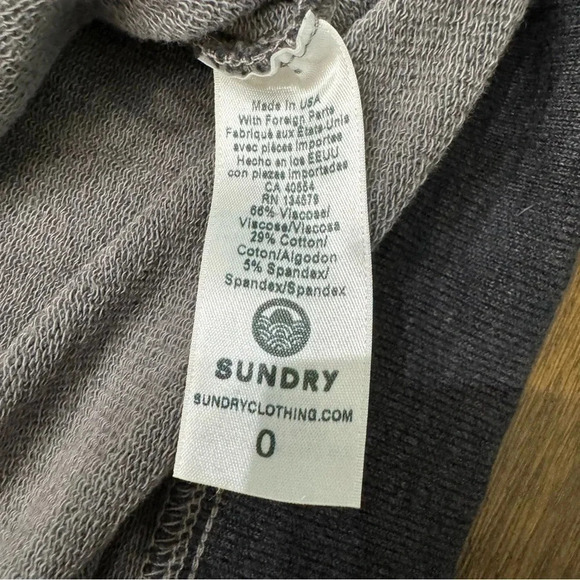 Made In USA
With Foreign Parts
Fabriqué aux États-Unis
avec pièces Importes
Hecho en los EEUU
con piezas Importadas
CA 40554
RN 134579
66% Viscose/
Viscose/Viscosa
29% Cotton/
Coton/Algodon
5% Spandex/
Spandex/Spandex
SUNDRY
SUNDRYCLOTHING.COM
0